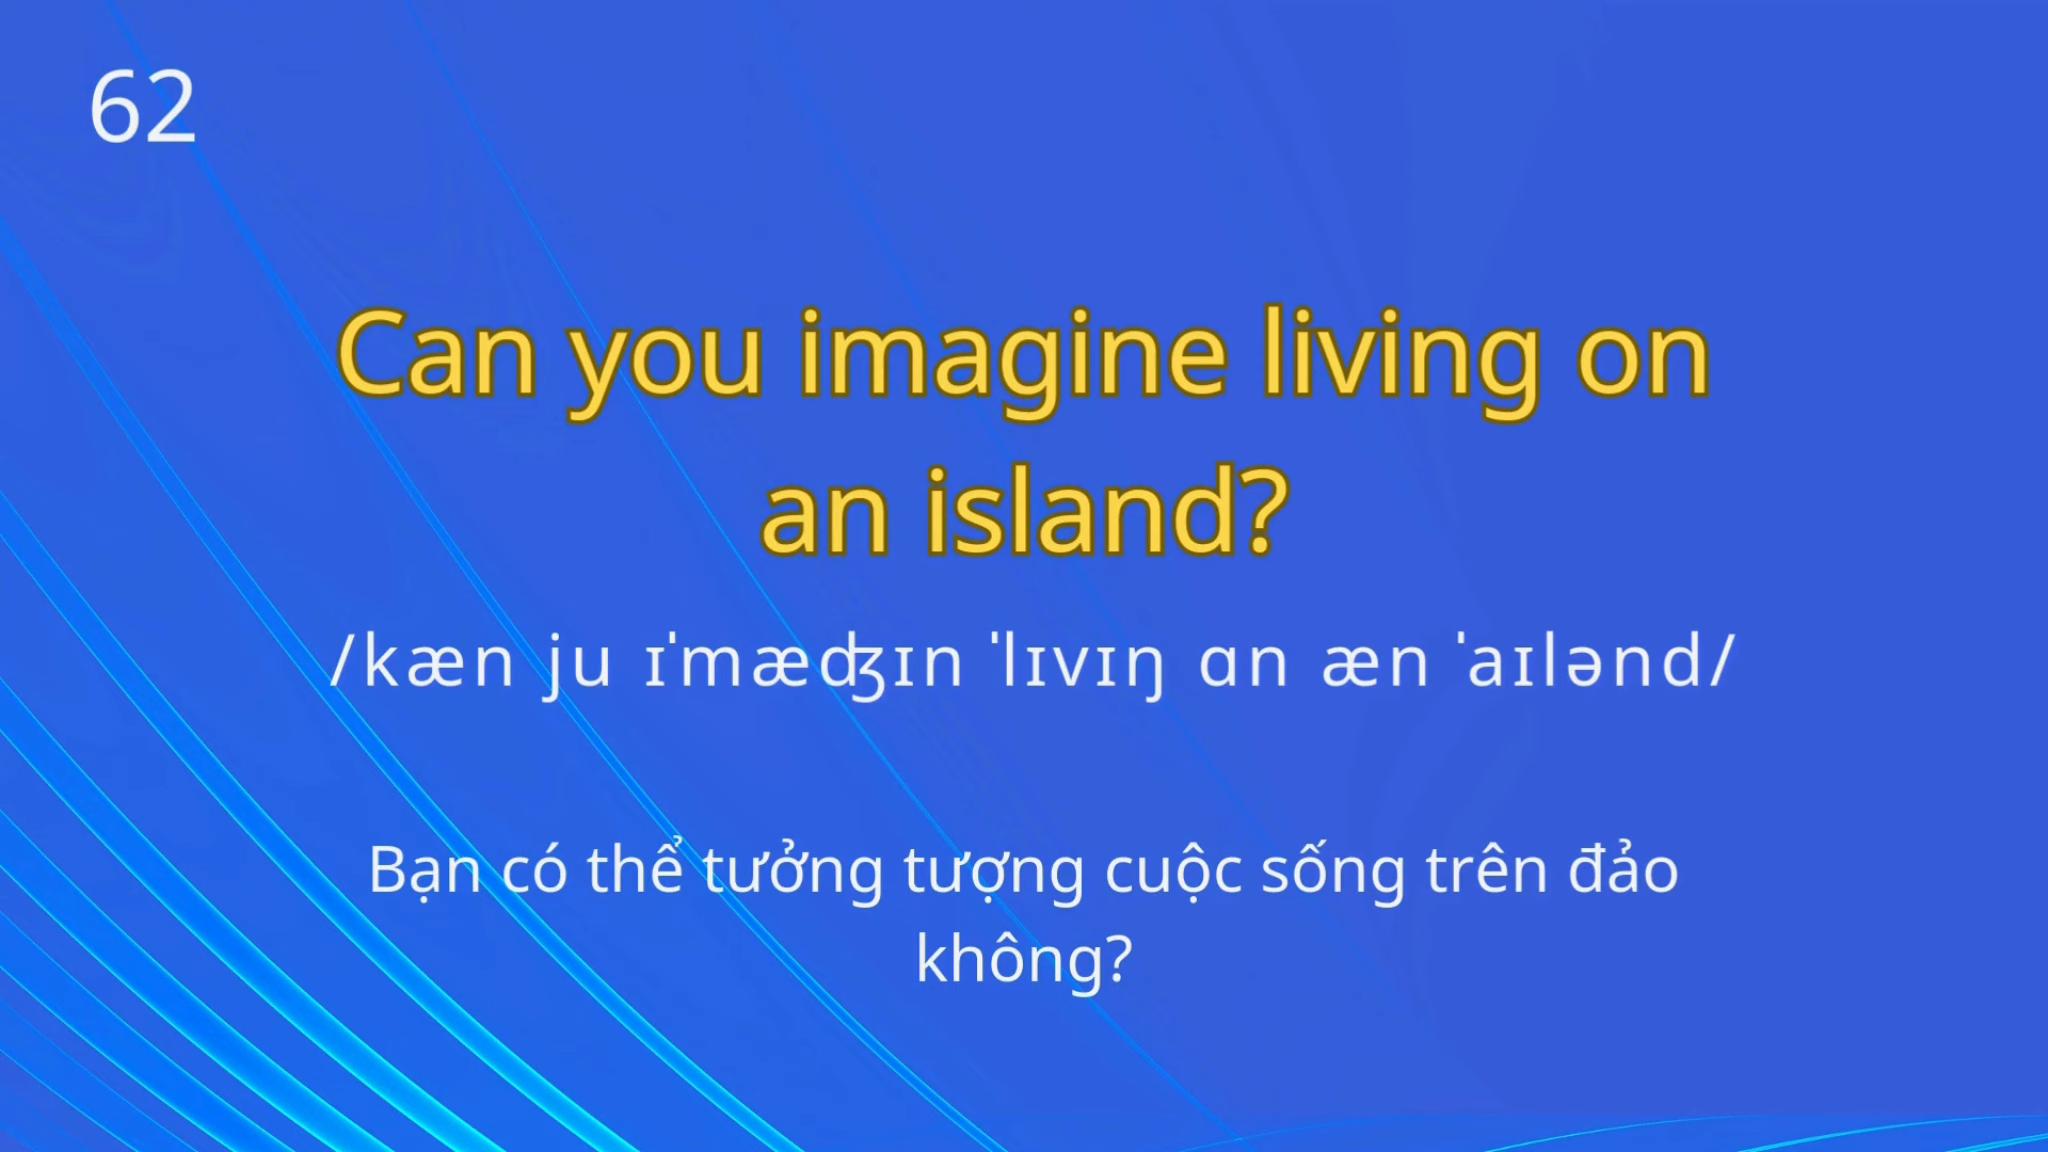 62
Can you imagine living on
an island?
/kæn ju ɪˈmæʤɪn ˈlɪvɪŋ ɑn æn ˈaɪlənd/
Bạn có thể tưởng tượng cuộc sống trên đảo
không?